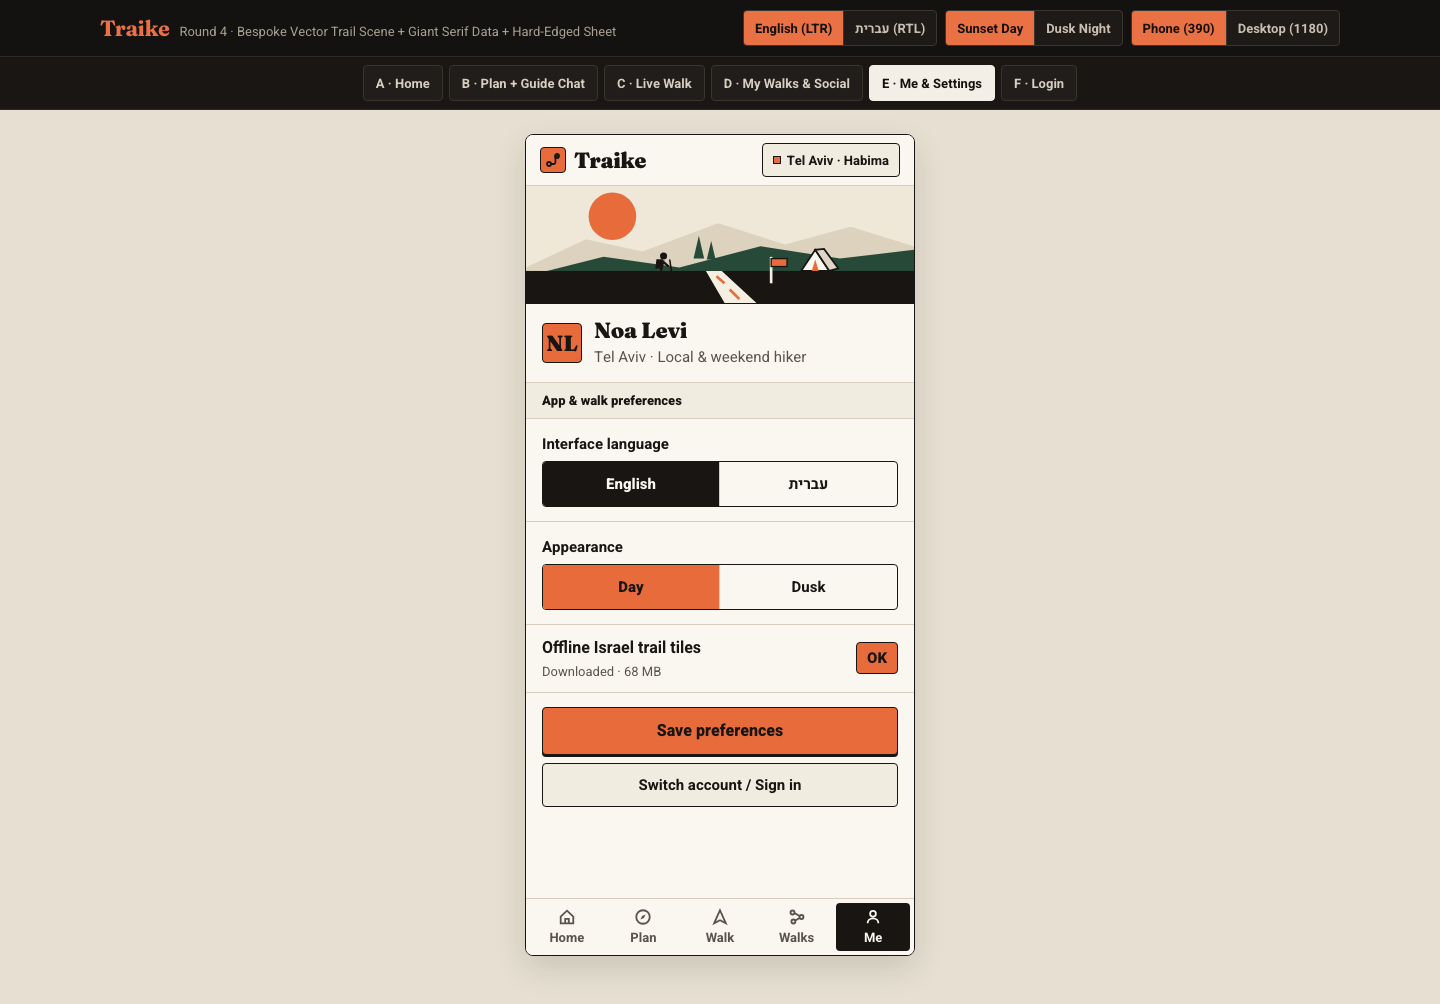 Traike Round 4 · Bespoke Vector Trail Scene + Giant Serif Data + Hard-Edged Sheet
English (LTR) עברית (RTL) Sunset Day Dusk Night Phone (390) Desktop (1180)
A · Home B · Plan + Guide Chat C · Live Walk D · My Walks & Social E · Me & Settings F · Login
Traike Tel Aviv · Habima
NL Noa Levi
Tel Aviv · Local & weekend hiker
App & walk preferences
Interface language
English עברית
Appearance
Day Dusk
Offline Israel trail tiles
Downloaded · 68 MB
OK
Save preferences
Switch account / Sign in
Home Plan Walk Walks Me